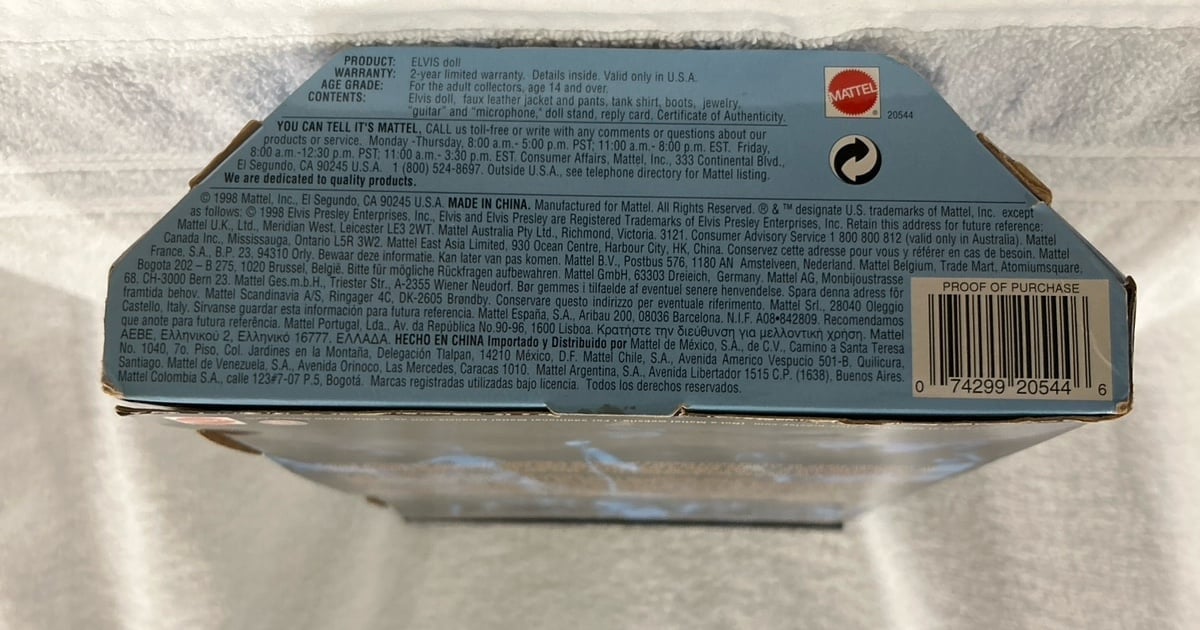 PRODUCT: ELVIS doll
WARRANTY: 2-year limited warranty. Details inside. Valid only in U.S.A.
AGE GRADE: For the adult collectors, age 14 and over.
CONTENTS: Elvis doll, faux leather jacket and pants, tank shirt, boots, jewelry,
"guitar" and "microphone," doll stand, reply card, Certificate of Authenticity.
MATTEL
®
20544
YOU CAN TELL IT'S MATTEL, CALL us toll-free or write with any comments or questions about our
products or service. Monday -Thursday, 8:00 a.m.- 5:00 p.m. PST; 11:00 a.m.- 8:00 p.m. EST. Friday,
8:00 a.m.-12:30 p.m. PST; 11:00 a.m.- 3:30 p.m. EST. Consumer Affairs, Mattel, Inc., 333 Continental Blvd.,
El Segundo, CA 90245 U.S.A. 1 (800) 524-8697. Outside U.S.A., see telephone directory for Mattel listing.
We are dedicated to quality products.
© 1998 Mattel, Inc., El Segundo, CA 90245 U.S.A. MADE IN CHINA. Manufactured for Mattel. All Rights Reserved. ® & ™ designate U.S. trademarks of Mattel, Inc. except
as follows: © 1998 Elvis Presley Enterprises, Inc., Elvis and Elvis Presley are Registered Trademarks of Elvis Presley Enterprises, Inc. Retain this address for future reference:
Mattel U.K., Ltd., Meridian West, Leicester LE3 2WT. Mattel Australia Pty Ltd., Richmond, Victoria. 3121. Consumer Advisory Service 1 800 800 812 (valid only in Australia). Mattel
Canada Inc., Mississauga, Ontario L5R 3W2. Mattel East Asia Limited, 930 Ocean Centre, Harbour City, HK, China. Conservez cette adresse pour vous y référer en cas de besoin. Mattel
France, S.A., B.P. 23, 94310 Orly. Bewaar deze informatie. Kan later van pas komen. Mattel B.V., Postbus 576, 1180 AN Amstelveen, Nederland. Mattel Belgium, Trade Mart, Atomiumsquare,
Bogota 202 – B 275, 1020 Brussel, België. Bitte für mögliche Rückfragen aufbewahren. Mattel GmbH, 63303 Dreieich, Germany. Mattel AG, Monbijoustrasse
68. CH-3000 Bern 23. Mattel Ges.m.b.H., Triester Str., A-2355 Wiener Neudorf. Bør gemmes i tilfælde af eventuel senere henvendelse. Spara denna adress för
framtida behov. Mattel Scandinavia A/S, Ringager 4C, DK-2605 Brøndby. Conservare questo indirizzo per eventuale riferimento. Mattel Srl., 28040 Oleggio
Castello, Italy. Sírvanse guardar esta información para futura referencia. Mattel España, S.A., Aribau 200, 08036 Barcelona. N.I.F. A08•842809. Recomendamos
que anote para futura referência. Mattel Portugal, Lda., Av. da República No.90-96, 1600 Lisboa. Κρατήστε την διεύθυνση για μελλοντική χρήση. Mattel
AEBE, Ελληνικού 2, Ελληνικό 16777. ΕΛΛΑΔΑ. HECHO EN CHINA Importado y Distribuido por Mattel de México, S.A., de C.V., Camino a Santa Teresa
No. 1040, 7o. Piso, Col. Jardines en la Montaña, Delegación Tlalpan, 14210 México, D.F. Mattel Chile, S.A., Avenida Americo Vespucio 501-B. Quilicura,
Santiago. Mattel de Venezuela, S.A., Avenida Orinoco, Las Mercedes, Caracas 1010. Mattel Argentina, S.A., Avenida Libertador 1515 C.P. (1638), Buenos Aires.
Mattel Colombia S.A., calle 123#7-07 P.5, Bogotá. Marcas registradas utilizadas bajo licencia. Todos los derechos reservados.
PROOF OF PURCHASE
0 74299 20544 6